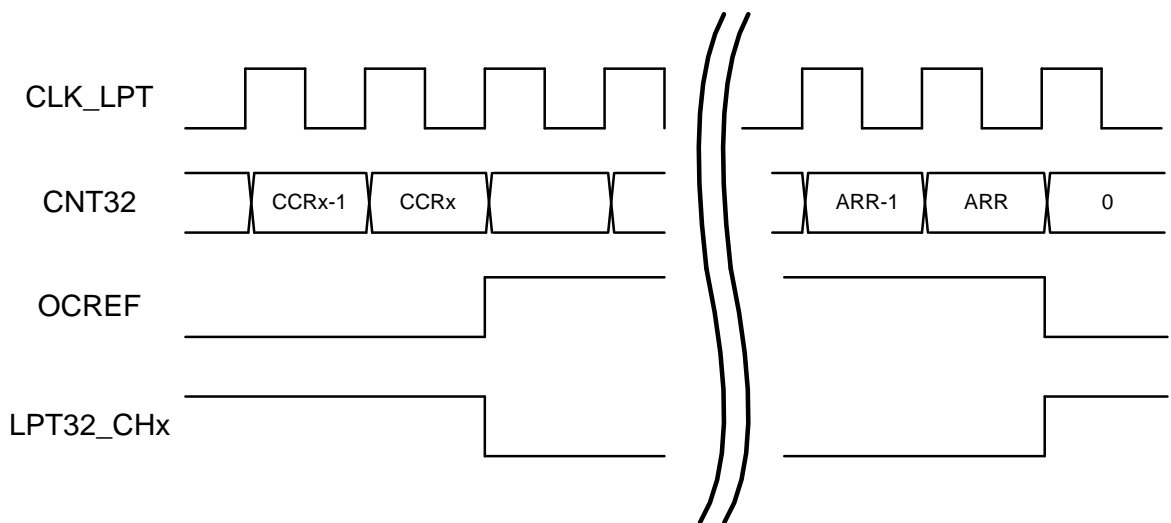 CLK_LPT
CNT32
CCRx-1
CCRx
ARR-1
ARR
0
OCREF
LPT32_CHx